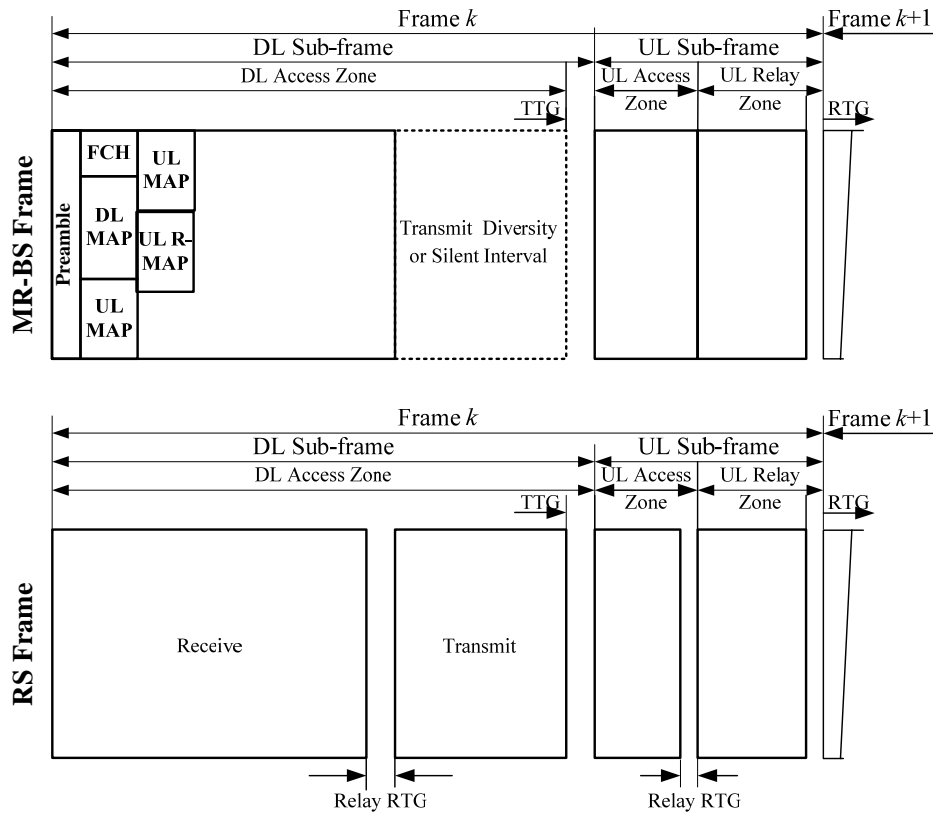 Frame k
Frame k+1
DL Sub-frame
UL Sub-frame
DL Access Zone
UL Access
Zone
UL Relay
Zone
TTG
RTG
MR-BS Frame
Preamble
FCH
DL
MAP
UL
MAP
UL
MAP
UL R-
MAP
Transmit Diversity
or Silent Interval
Frame k
Frame k+1
DL Sub-frame
UL Sub-frame
DL Access Zone
UL Access
Zone
UL Relay
Zone
TTG
RTG
RS Frame
Receive
Transmit
Relay RTG
Relay RTG